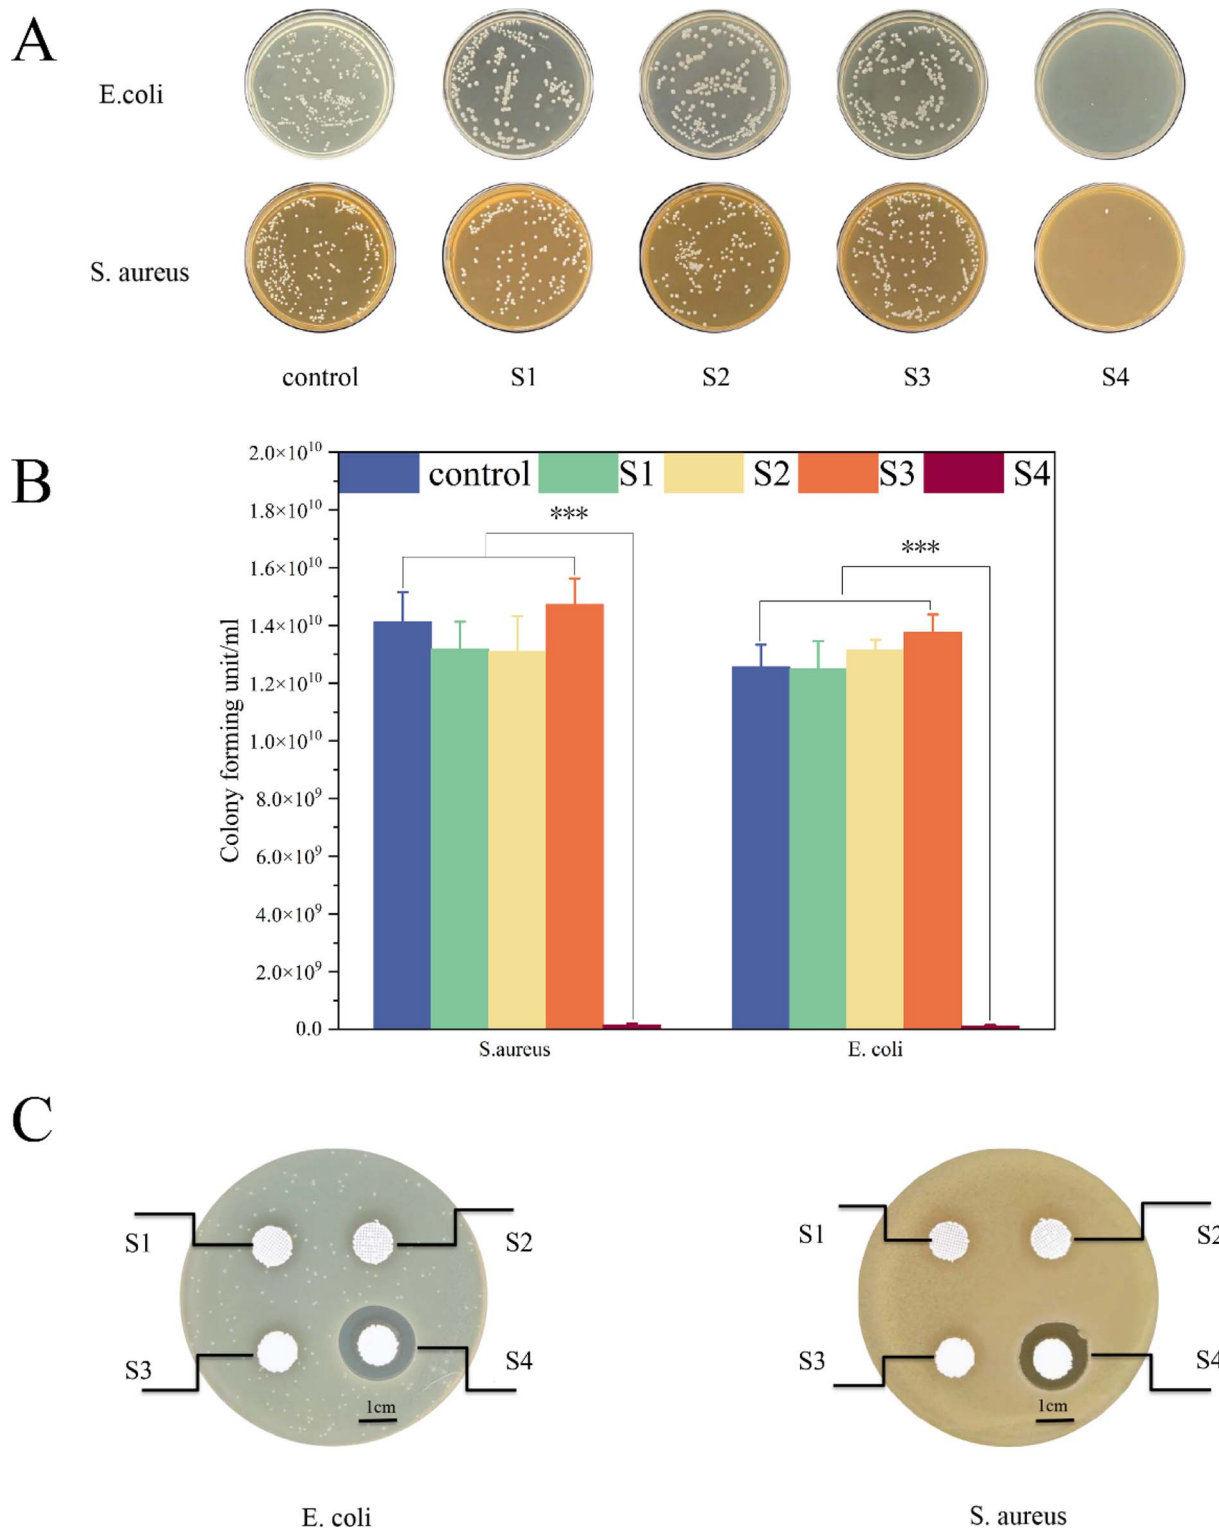 A
E.coli
S. aureus
control S1 S2 S3 S4
B
2.0×10¹⁰
1.8×10¹⁰
1.6×10¹⁰
1.4×10¹⁰
1.2×10¹⁰
1.0×10¹⁰
8.0×10⁹
6.0×10⁹
4.0×10⁹
2.0×10⁹
0.0
Colony forming unit/ml
control S1 S2 S3 S4
***
***
S.aureus E. coli
C
S1 S2
S3 S4
1cm
E. coli
S1 S2
S3 S4
1cm
S. aureus